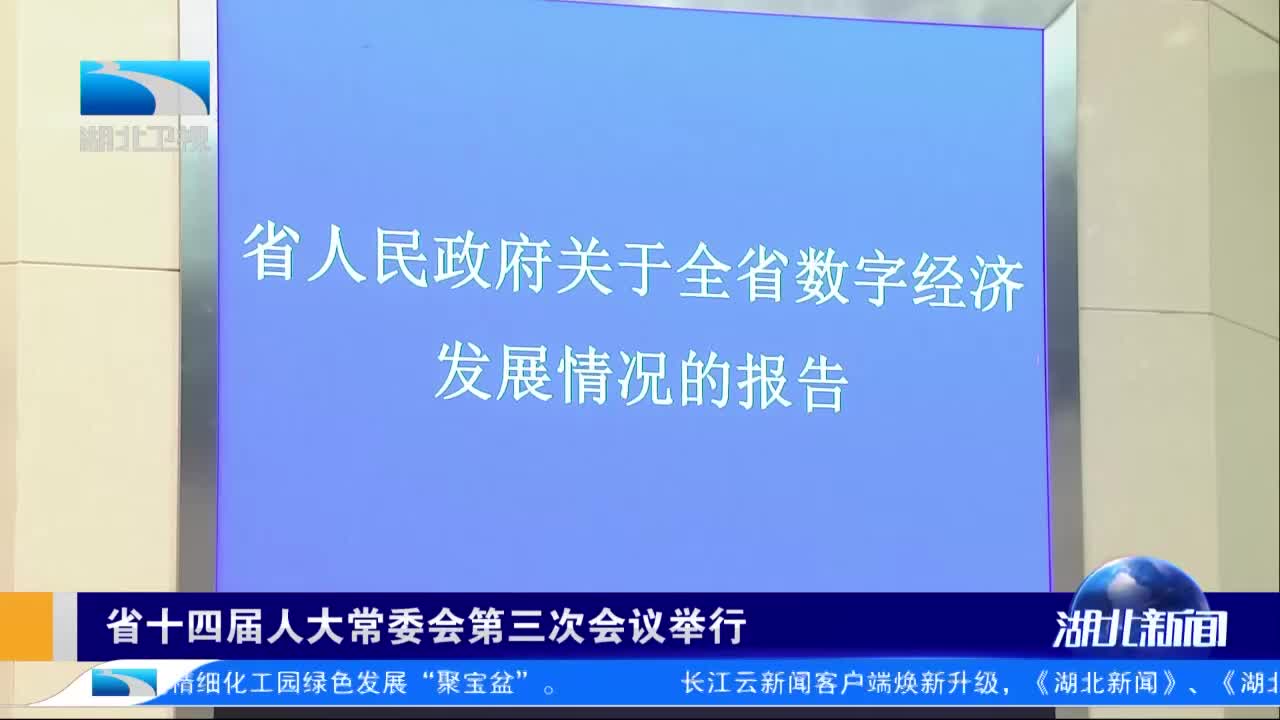 湖北卫视
省人民政府关于全省数字经济
发展情况的报告
省十四届人大常委会第三次会议举行
湖北新闻
精细化工园绿色发展“聚宝盆”。 长江云新闻客户端焕新升级，《湖北新闻》、《湖北